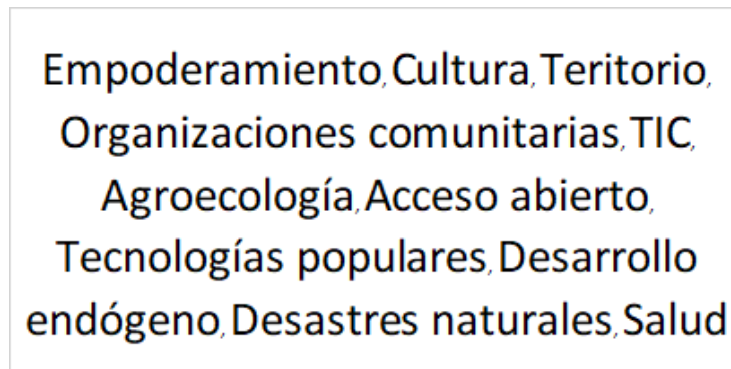 Empoderamiento, Cultura, Teritorio,
Organizaciones comunitarias, TIC,
Agroecología, Acceso abierto,
Tecnologías populares, Desarrollo
endógeno, Desastres naturales, Salud